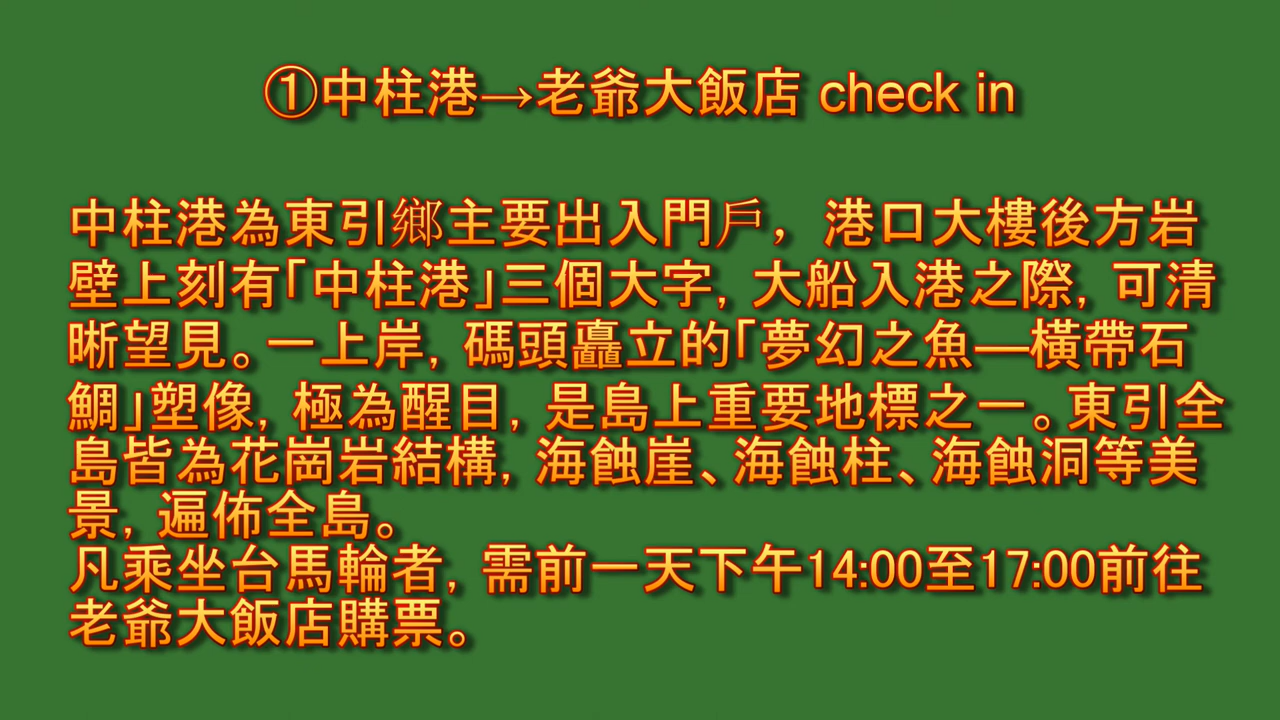 ①中柱港→老爺大飯店 check in
中柱港為東引鄉主要出入門戶，港口大樓後方岩
壁上刻有「中柱港」三個大字，大船入港之際，可清
晰望見。一上岸，碼頭矗立的「夢幻之魚—橫帶石
鯛」塑像，極為醒目，是島上重要地標之一。東引全
島皆為花崗岩結構，海蝕崖、海蝕柱、海蝕洞等美
景，遍佈全島。
凡乘坐台馬輪者，需前一天下午14:00至17:00前往
老爺大飯店購票。